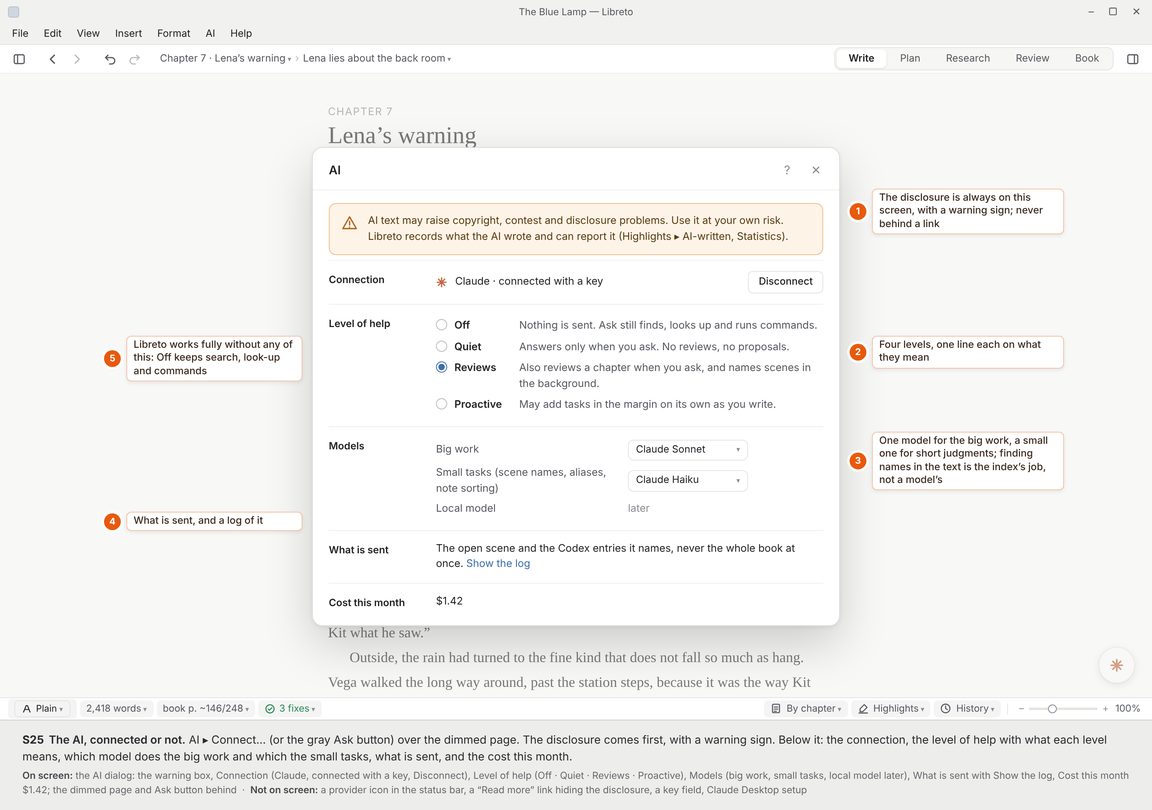 The Blue Lamp — Libreto
File Edit View Insert Format AI Help
Chapter 7 · Lena’s warning ▾ › Lena lies about the back room ▾
Write Plan Research Review Book
CHAPTER 7
Lena’s warning
AI ? ×
AI text may raise copyright, contest and disclosure problems. Use it at your own risk.
Libreto records what the AI wrote and can report it (Highlights ▸ AI-written, Statistics).
Connection
Claude · connected with a key
Disconnect
Level of help
Off Nothing is sent. Ask still finds, looks up and runs commands.
Quiet Answers only when you ask. No reviews, no proposals.
Reviews Also reviews a chapter when you ask, and names scenes in
the background.
Proactive May add tasks in the margin on its own as you write.
Models
Big work Claude Sonnet ▾
Small tasks (scene names, aliases,
note sorting)
Claude Haiku ▾
Local model later
What is sent
The open scene and the Codex entries it names, never the whole book at
once. Show the log
Cost this month $1.42
1
The disclosure is always on this
screen, with a warning sign; never
behind a link
2
Four levels, one line each on what
they mean
3
One model for the big work, a small
one for short judgments; finding
names in the text is the index’s job,
not a model’s
4
What is sent, and a log of it
5
Libreto works fully without any of
this: Off keeps search, look-up
and commands
Kit what he saw.”
Outside, the rain had turned to the fine kind that does not fall so much as hang.
Vega walked the long way around, past the station steps, because it was the way Kit
A Plain ▾ 2,418 words ▾ book p. ~146/248 ▾ 3 fixes ▾ By chapter ▾ Highlights ▾ History ▾ − + 100%
S25 The AI, connected or not. AI ▸ Connect… (or the gray Ask button) over the dimmed page. The disclosure comes first, with a warning sign. Below it: the connection, the level of help with what each level
means, which model does the big work and which the small tasks, what is sent, and the cost this month.
On screen: the AI dialog: the warning box, Connection (Claude, connected with a key, Disconnect), Level of help (Off · Quiet · Reviews · Proactive), Models (big work, small tasks, local model later), What is sent with Show the log, Cost this month
$1.42; the dimmed page and Ask button behind · Not on screen: a provider icon in the status bar, a “Read more” link hiding the disclosure, a key field, Claude Desktop setup